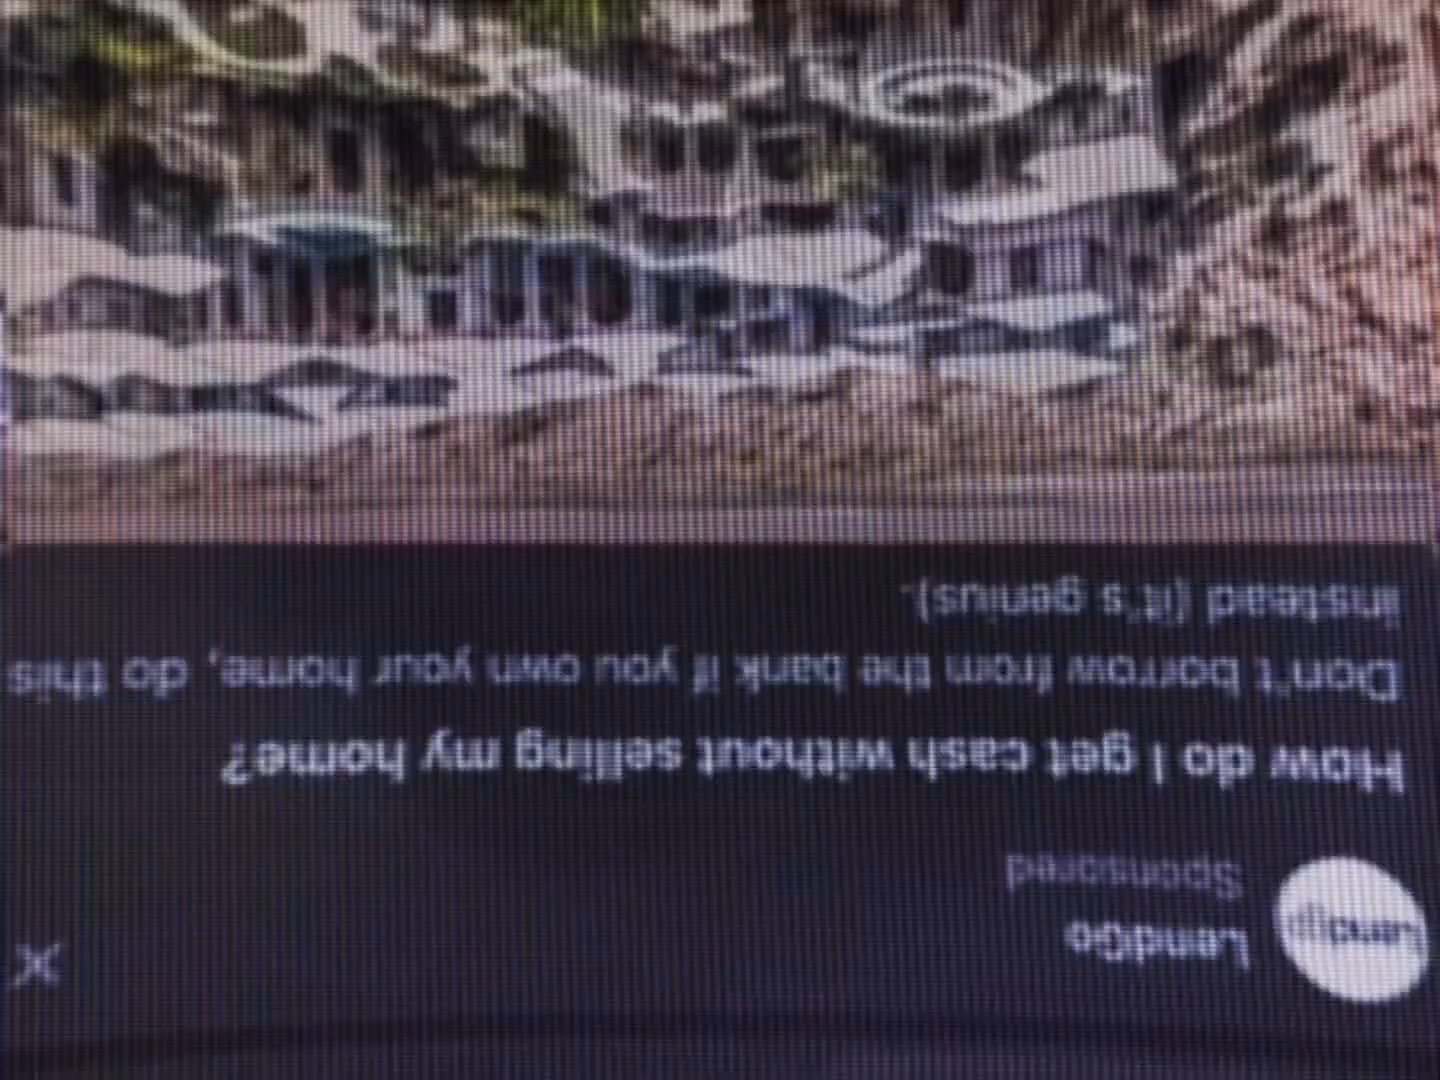 LendGo
LendGo
Sponsored
How do I get cash without selling my home?
Don't borrow from the bank if you own your home, do this
instead (it's genius).